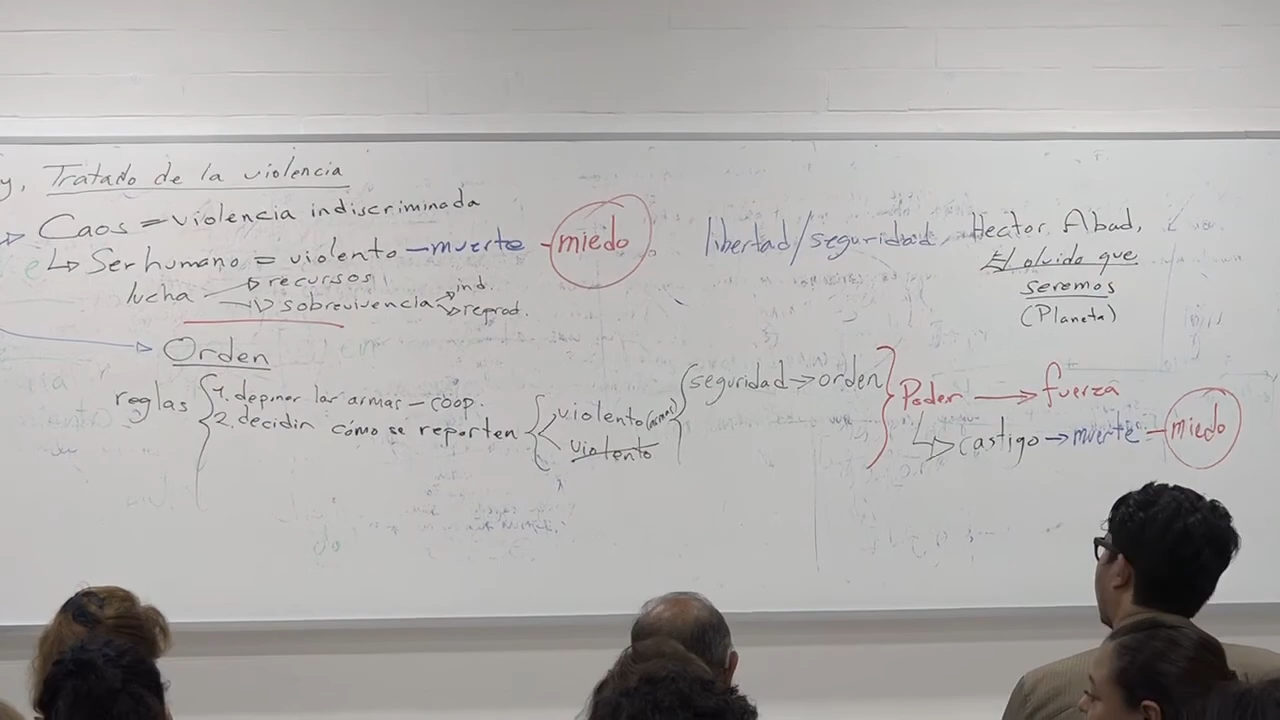 y, Tratado de la violencia
Caos = violencia indiscriminada
Ser humano = violento - muerte - miedo
lucha
recursos
sobrevivencia
ind.
reprod.
libertad/seguridad
Hector Abad,
El olvido que
seremos
(Planeta)
Orden
reglas
1. deponer las armas - coop.
2. decidir cómo se reporten
violento
violento
seguridad → orden
Poder → fuerza
castigo → muerte - miedo